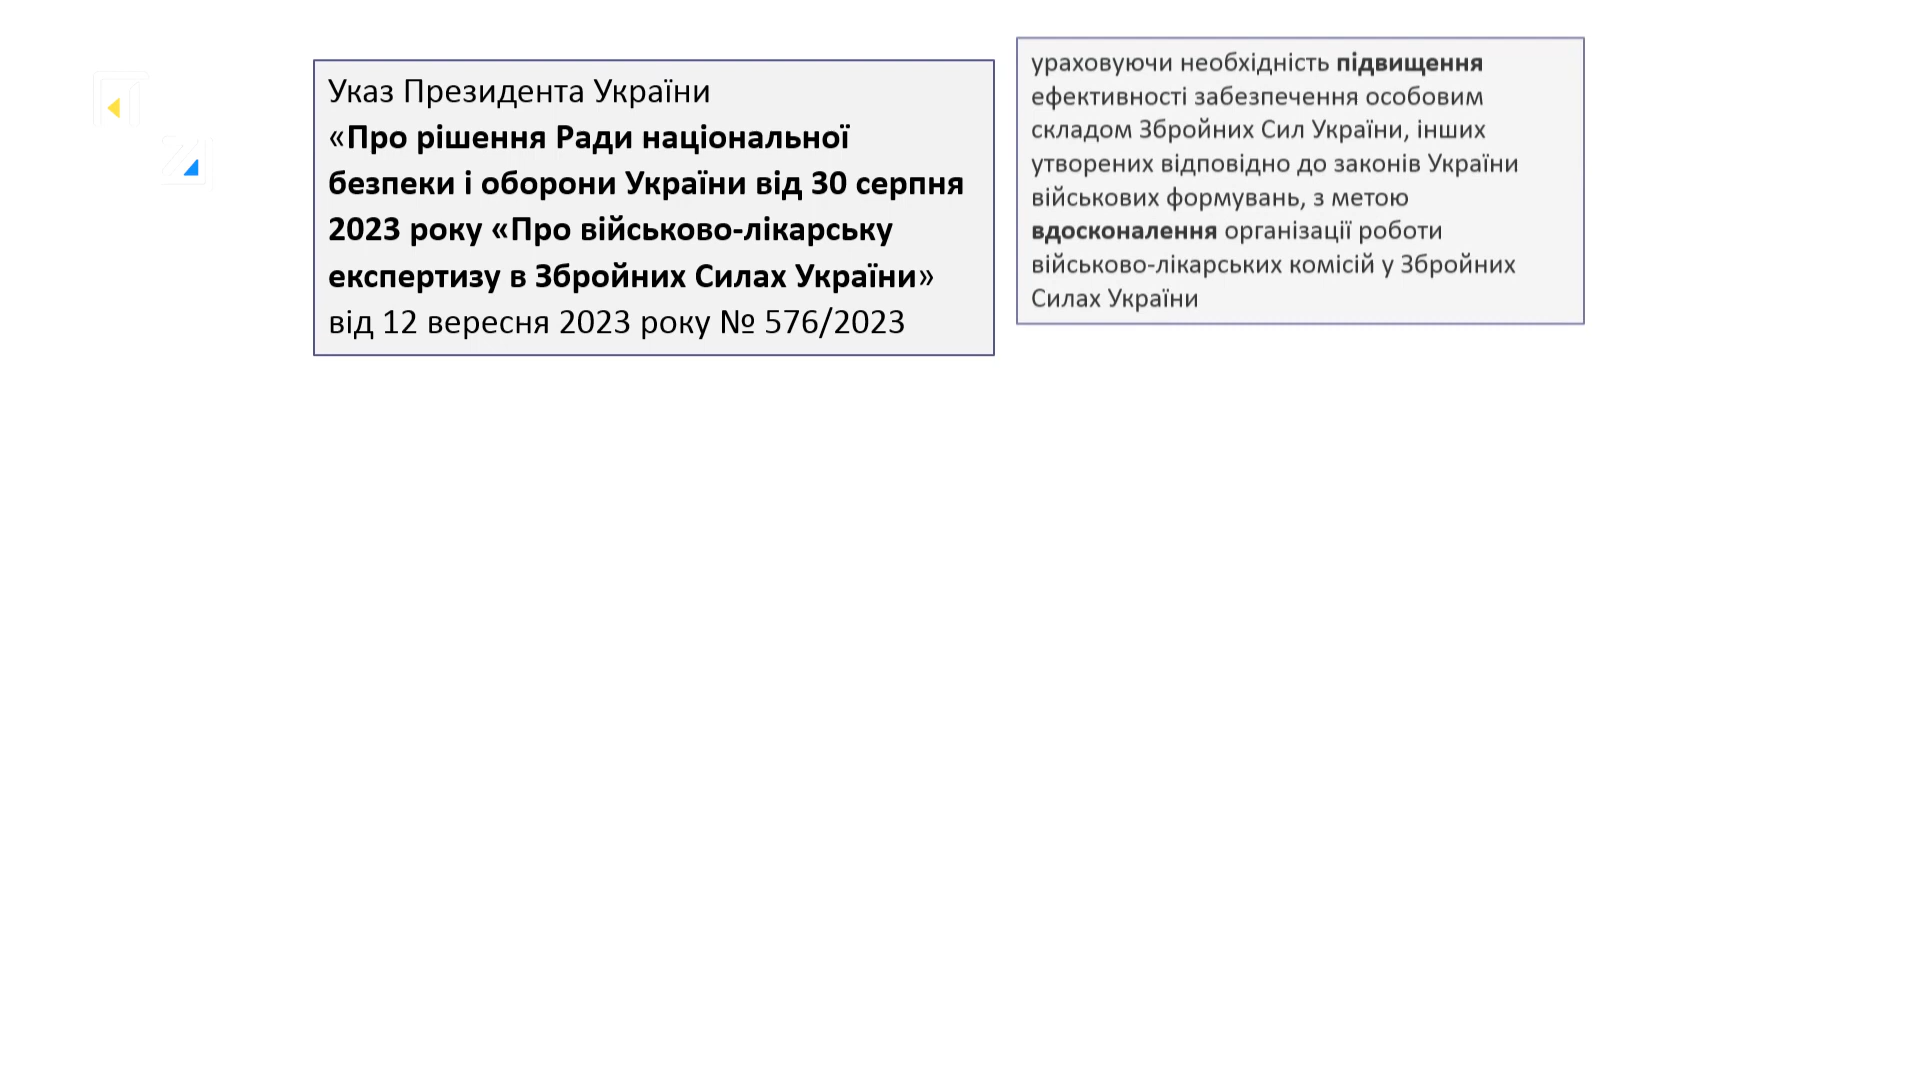 Указ Президента України
«Про рішення Ради національної
безпеки і оборони України від 30 серпня
2023 року «Про військово-лікарську
експертизу в Збройних Силах України»
від 12 вересня 2023 року № 576/2023
ураховуючи необхідність підвищення
ефективності забезпечення особовим
складом Збройних Сил України, інших
утворених відповідно до законів України
військових формувань, з метою
вдосконалення організації роботи
військово-лікарських комісій у Збройних
Силах України